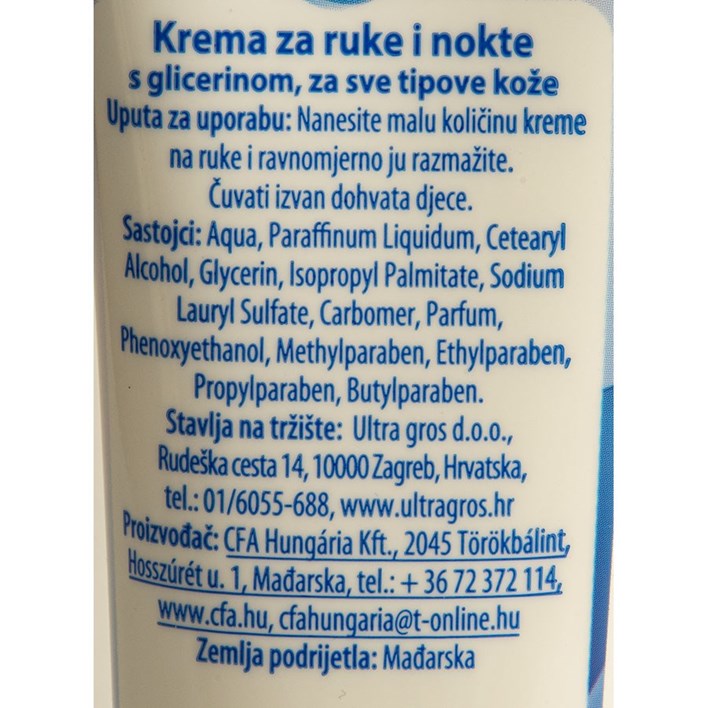 Krema za ruke i nokte
s glicerinom, za sve tipove kože
Uputa za uporabu: Nanesite malu količinu kreme
na ruke i ravnomjerno ju razmažite.
Čuvati izvan dohvata djece.
Sastojci: Aqua, Paraffinum Liquidum, Cetearyl
Alcohol, Glycerin, Isopropyl Palmitate, Sodium
Lauryl Sulfate, Carbomer, Parfum,
Phenoxyethanol, Methylparaben, Ethylparaben,
Propylparaben, Butylparaben.
Stavlja na tržište: Ultra gros d.o.o.,
Rudeška cesta 14, 10000 Zagreb, Hrvatska,
tel.: 01/6055-688, www.ultragros.hr
Proizvođač: CFA Hungária Kft., 2045 Törökbálint,
Hosszúrét u. 1, Mađarska, tel.: + 36 72 372 114,
www.cfa.hu, cfahungaria@t-online.hu
Zemlja podrijetla: Mađarska